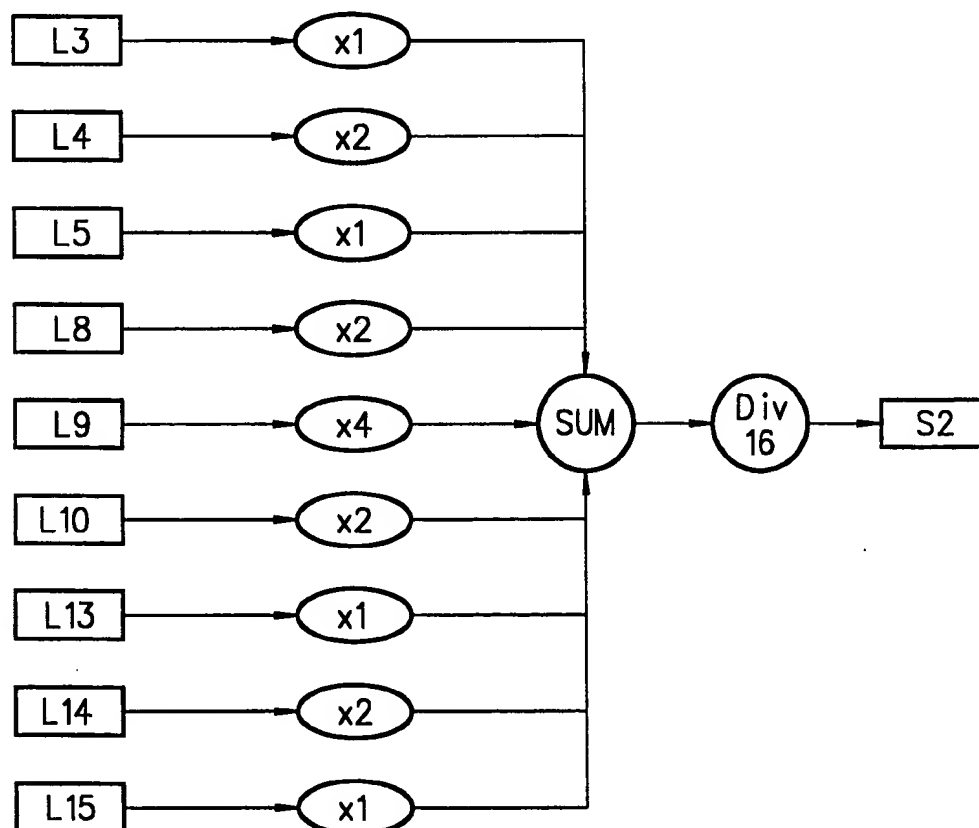 L3 x1
L4 x2
L5 x1
L8 x2
L9 x4 SUM Div 16 S2
L10 x2
L13 x1
L14 x2
L15 x1